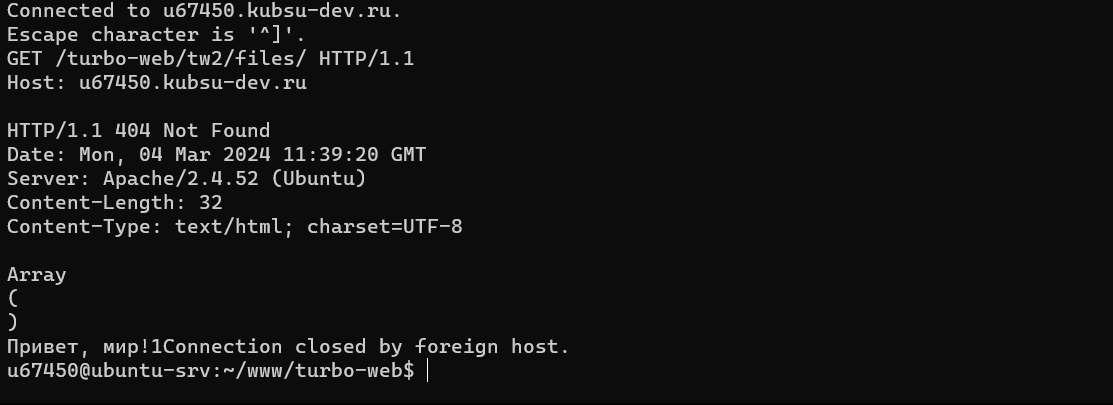 Connected to u67450.kubsu-dev.ru.
Escape character is '^]'.
GET /turbo-web/tw2/files/ HTTP/1.1
Host: u67450.kubsu-dev.ru

HTTP/1.1 404 Not Found
Date: Mon, 04 Mar 2024 11:39:20 GMT
Server: Apache/2.4.52 (Ubuntu)
Content-Length: 32
Content-Type: text/html; charset=UTF-8

Array
(
)
Привет, мир!1Connection closed by foreign host.
u67450@ubuntu-srv:~/www/turbo-web$